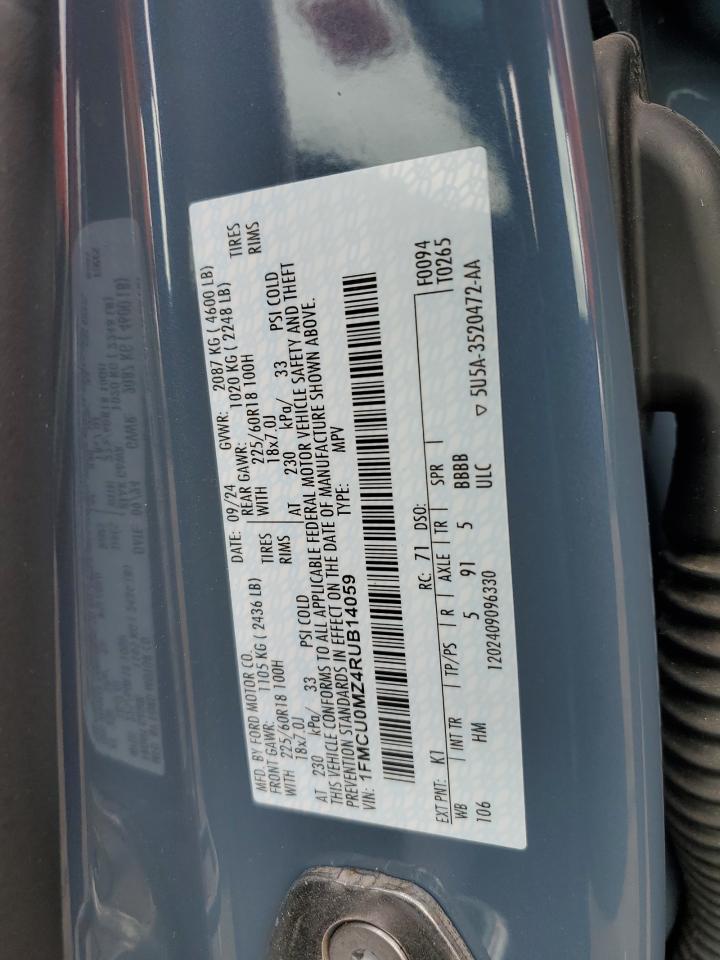 MFD. BY FORD MOTOR CO.
DATE: 09/24 GVWR: 2087 KG ( 4600 LB)
FRONT GAWR: 1105 KG ( 2436 LB) REAR GAWR: 1020 KG ( 2248 LB)
WITH 225/60R18 100H TIRES WITH 225/60R18 100H TIRES
18x7.0J RIMS 18x7.0J RIMS
AT 230 kPa/ 33 PSI COLD AT 230 kPa/ 33 PSI COLD
THIS VEHICLE CONFORMS TO ALL APPLICABLE FEDERAL MOTOR VEHICLE SAFETY AND THEFT
PREVENTION STANDARDS IN EFFECT ON THE DATE OF MANUFACTURE SHOWN ABOVE.
VIN: 1FMCU0MZ4RUB14059 TYPE: MPV
F0094
EXT PNT: K1 RC: 71 DSO: T0265
WB INT TR TP/PS R AXLE TR SPR
106 HM 5 91 5 BBBB
1202409096330 ULC ▽ 5U5A-3520472-AA